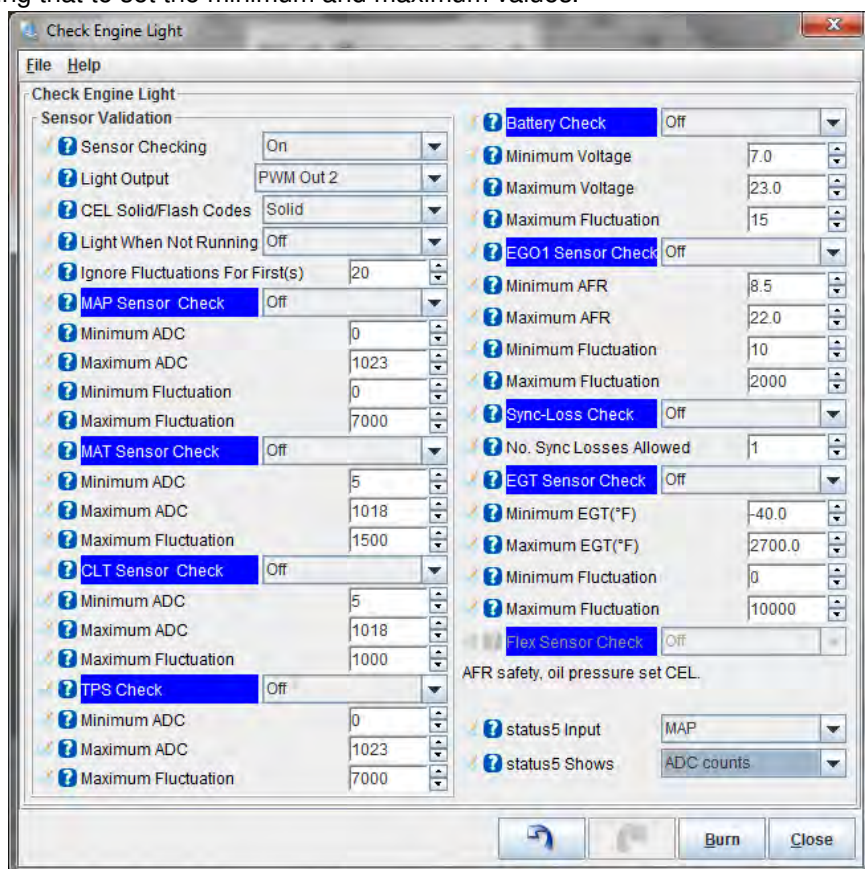 ng that to set the minimum and maximum values.
Check Engine Light
File Help
Check Engine Light
Sensor Validation
Sensor Checking On
Light Output PWM Out 2
CEL Solid/Flash Codes Solid
Light When Not Running Off
Ignore Fluctuations For First(s) 20
MAP Sensor Check Off
Minimum ADC 0
Maximum ADC 1023
Minimum Fluctuation 0
Maximum Fluctuation 7000
MAT Sensor Check Off
Minimum ADC 5
Maximum ADC 1018
Maximum Fluctuation 1500
CLT Sensor Check Off
Minimum ADC 5
Maximum ADC 1018
Maximum Fluctuation 1000
TPS Check Off
Minimum ADC 0
Maximum ADC 1023
Maximum Fluctuation 7000
Battery Check Off
Minimum Voltage 7.0
Maximum Voltage 23.0
Maximum Fluctuation 15
EGO1 Sensor Check Off
Minimum AFR 8.5
Maximum AFR 22.0
Minimum Fluctuation 10
Maximum Fluctuation 2000
Sync-Loss Check Off
No. Sync Losses Allowed 1
EGT Sensor Check Off
Minimum EGT(°F) -40.0
Maximum EGT(°F) 2700.0
Minimum Fluctuation 0
Maximum Fluctuation 10000
Flex Sensor Check Off
AFR safety, oil pressure set CEL.
status5 Input MAP
status5 Shows ADC counts
Burn Close